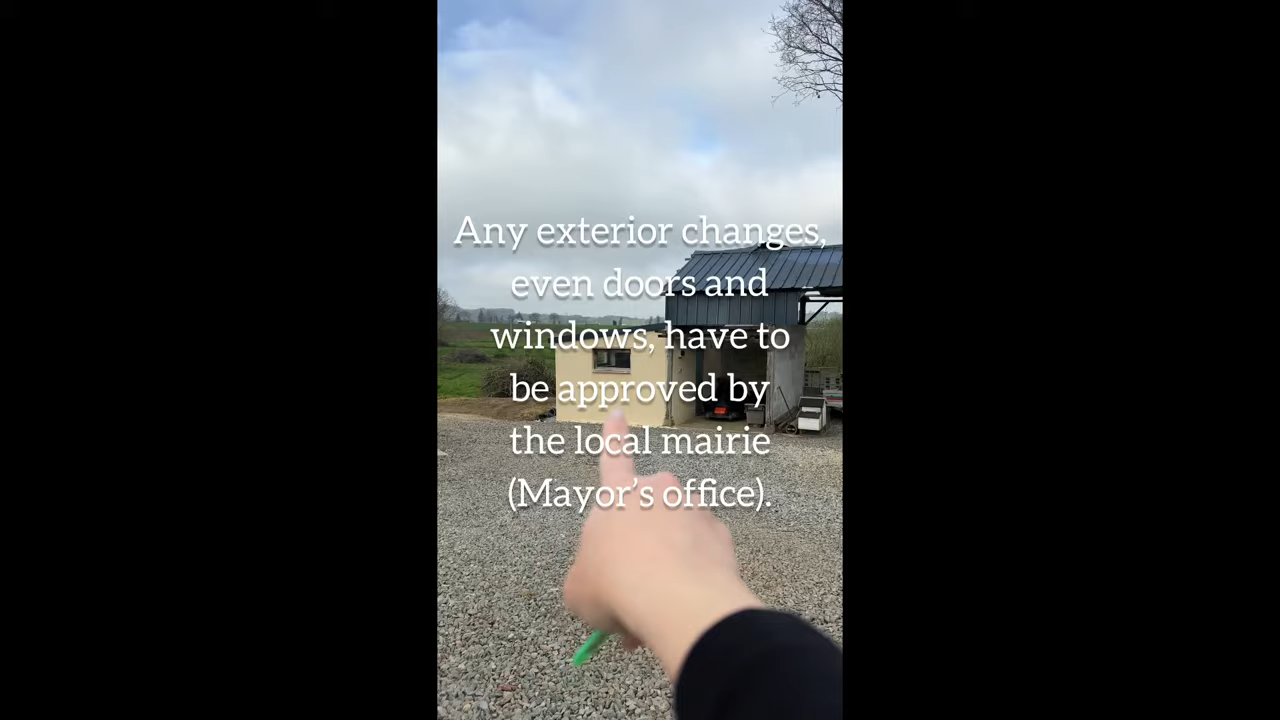 Any exterior changes,
even doors and
windows, have to
be approved by
the local mairie
(Mayor’s office).